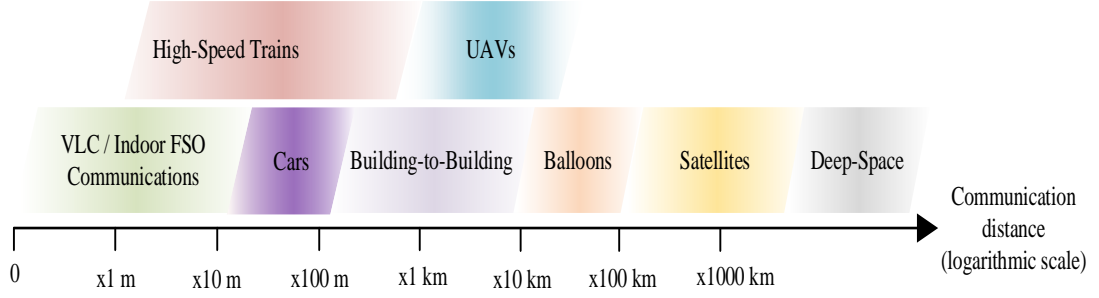 High-Speed Trains
UAVs
VLC / Indoor FSO
Communications
Cars
Building-to-Building
Balloons
Satellites
Deep-Space
Communication
distance
(logarithmic scale)
0
x1 m
x10 m
x100 m
x1 km
x10 km
x100 km
x1000 km